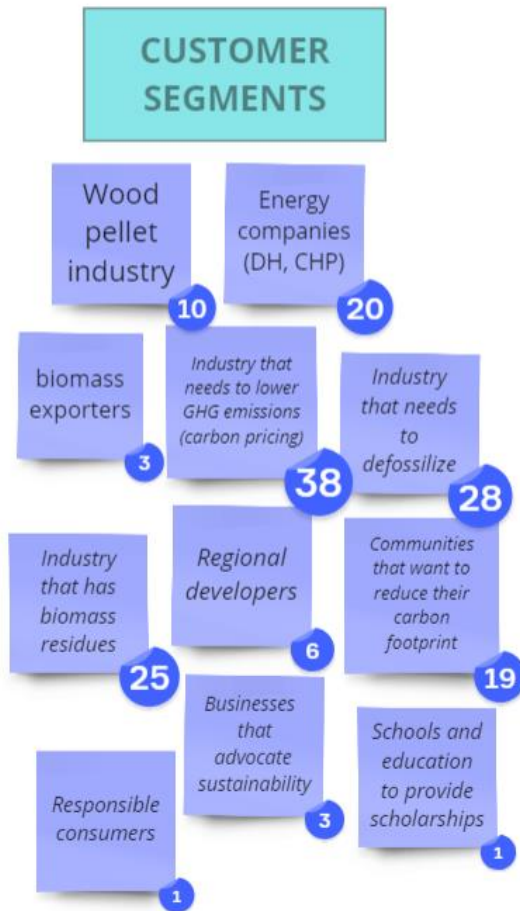 CUSTOMER
SEGMENTS
Wood
pellet
industry
10
Energy
companies
(DH, CHP)
20
biomass
exporters
3
Industry that
needs to lower
GHG emissions
(carbon pricing)
38
Industry
that needs
to
defossilize
28
Industry
that has
biomass
residues
25
Regional
developers
6
Communities
that want to
reduce their
carbon
footprint
19
Businesses
that
advocate
sustainability
3
Responsible
consumers
1
Schools and
education
to provide
scholarships
1